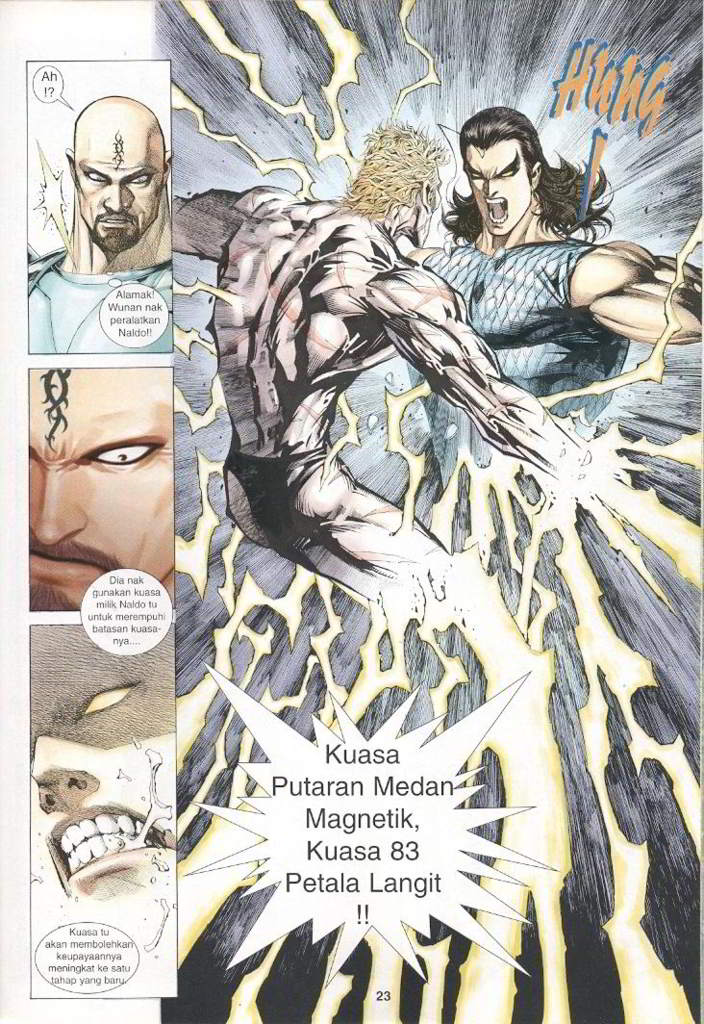 Ah
!?
Alamak!
Wunan nak
peralatkan
Naldo!!
Dia nak
gunakan kuasa
milik Naldo tu
untuk merempuhi
batasan kuasa-
nya....
Kuasa tu
akan membolehkan
keupayaannya
meningkat ke satu
tahap yang baru.
Hung
!
Kuasa
Putaran Medan
Magnetik,
Kuasa 83
Petala Langit
!!
23